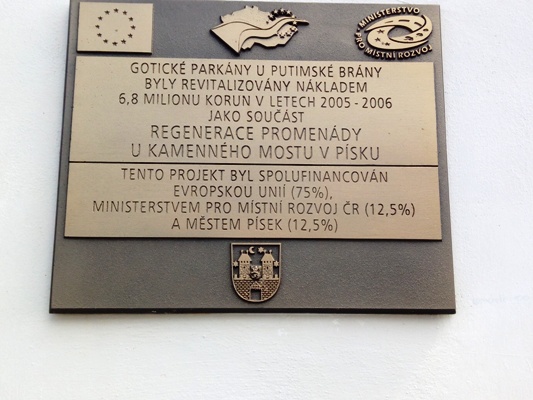 MINISTERSTVO
PRO MÍSTNÍ ROZVOJ
GOTICKÉ PARKÁNY U PUTIMSKÉ BRÁNY
BYLY REVITALIZOVÁNY NÁKLADEM
6,8 MILIONU KORUN V LETECH 2005 - 2006
JAKO SOUČÁST
REGENERACE PROMENÁDY
U KAMENNÉHO MOSTU V PÍSKU
TENTO PROJEKT BYL SPOLUFINANCOVÁN
EVROPSKOU UNIÍ (75%),
MINISTERSTVEM PRO MÍSTNÍ ROZVOJ ČR (12,5%)
A MĚSTEM PÍSEK (12,5%)